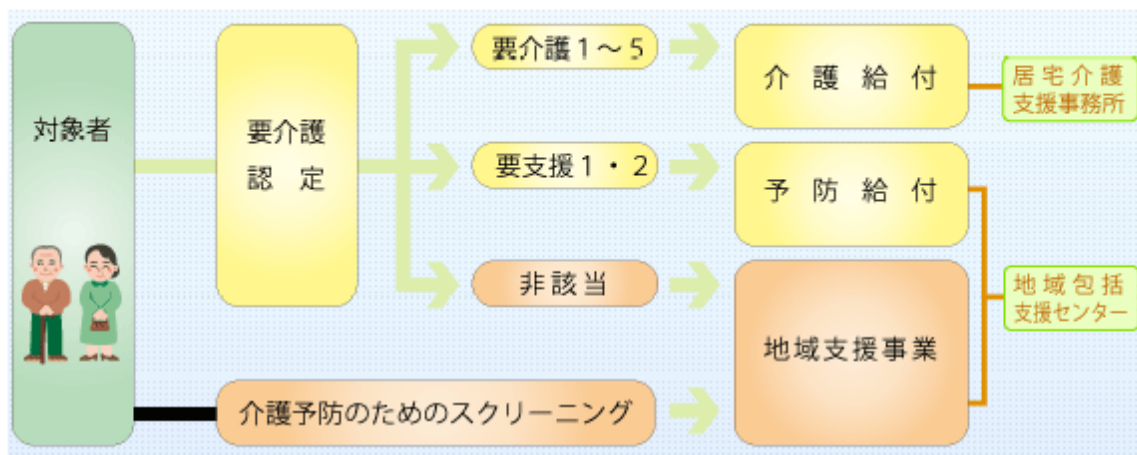 対象者
要介護
認定
要介護1〜5
要支援1・2
非該当
介護予防のためのスクリーニング
介護給付
予防給付
地域支援事業
居宅介護
支援事務所
地域包括
支援センター